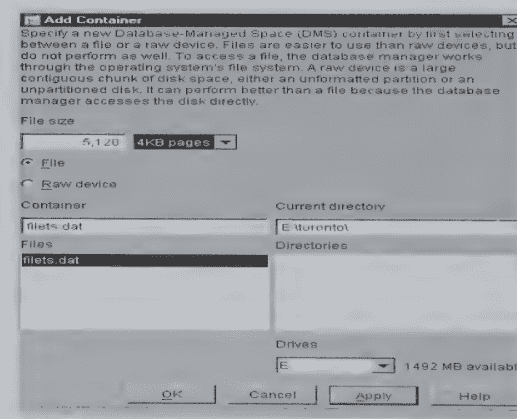 Add Container
Specify a new Database-Managed Space (DMS) container by first selecting
between a file or a raw device. Files are easier to use than raw devices, but
do not perform as well. To access a file, the database manager works
through the operating system's file system. A raw device is a large
contiguous chunk of disk space, either an unformatted partition or an
unpartitioned disk. It can perform better than a file because the database
manager accesses the disk directly.
File size
5,120 4KB pages
File
Raw device
Container Current directory
filets.dat E:\toronto\
Files Directories
filets.dat
Drives
E 1492 MB availabl
OK Cancel Apply Help